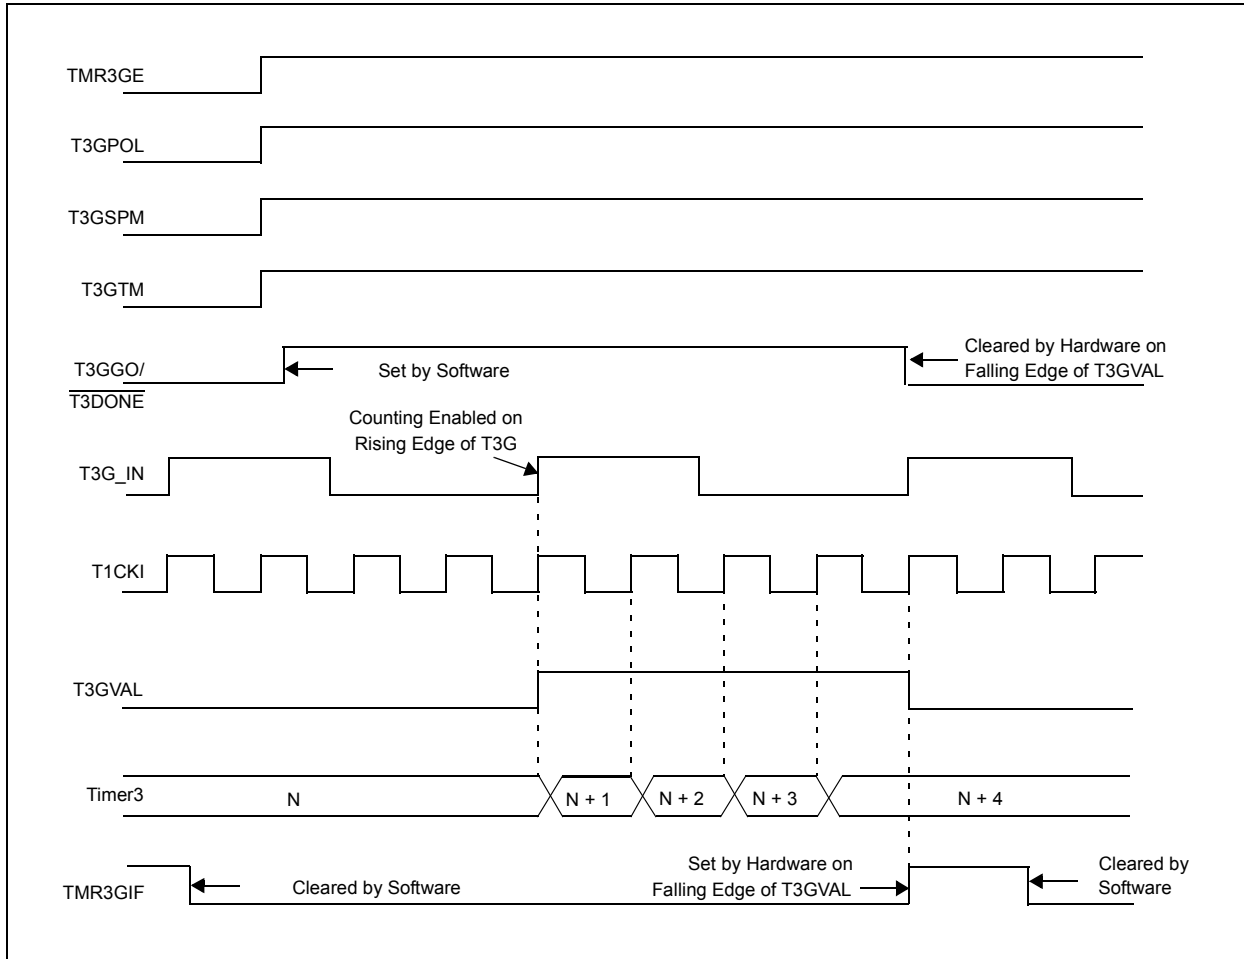 TMR3GE
T3GPOL
T3GSPM
T3GTM
T3GGO/
T3DONE
Set by Software
Cleared by Hardware on
Falling Edge of T3GVAL
Counting Enabled on
Rising Edge of T3G
T3G_IN
T1CKI
T3GVAL
Timer3
N
N + 1
N + 2
N + 3
N + 4
TMR3GIF
Cleared by Software
Set by Hardware on
Falling Edge of T3GVAL
Cleared by
Software